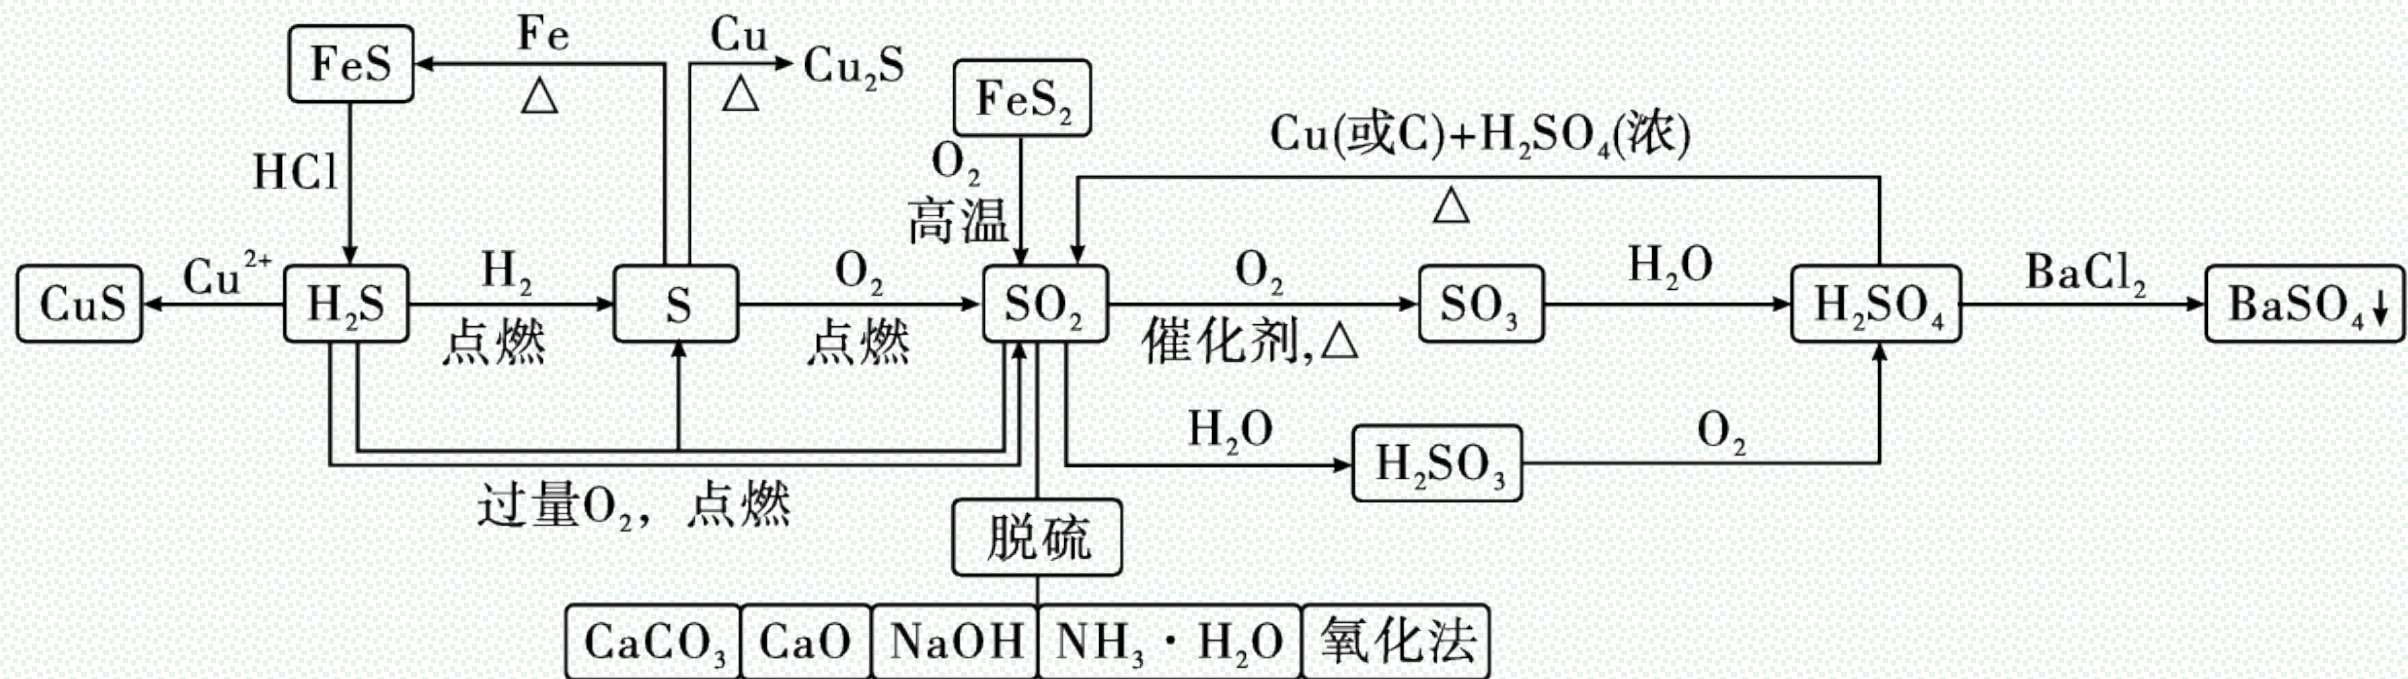 Fe
Cu
FeS
△
△
Cu₂S
FeS₂
Cu(或C)+H₂SO₄(浓)
△
HCl
O₂
高温
Cu²⁺
H₂
O₂
O₂
H₂O
BaCl₂
CuS
H₂S
S
SO₂
SO₃
H₂SO₄
BaSO₄↓
点燃
点燃
催化剂,△
H₂O
O₂
H₂SO₃
过量O₂，点燃
脱硫
CaCO₃
CaO
NaOH
NH₃·H₂O
氧化法